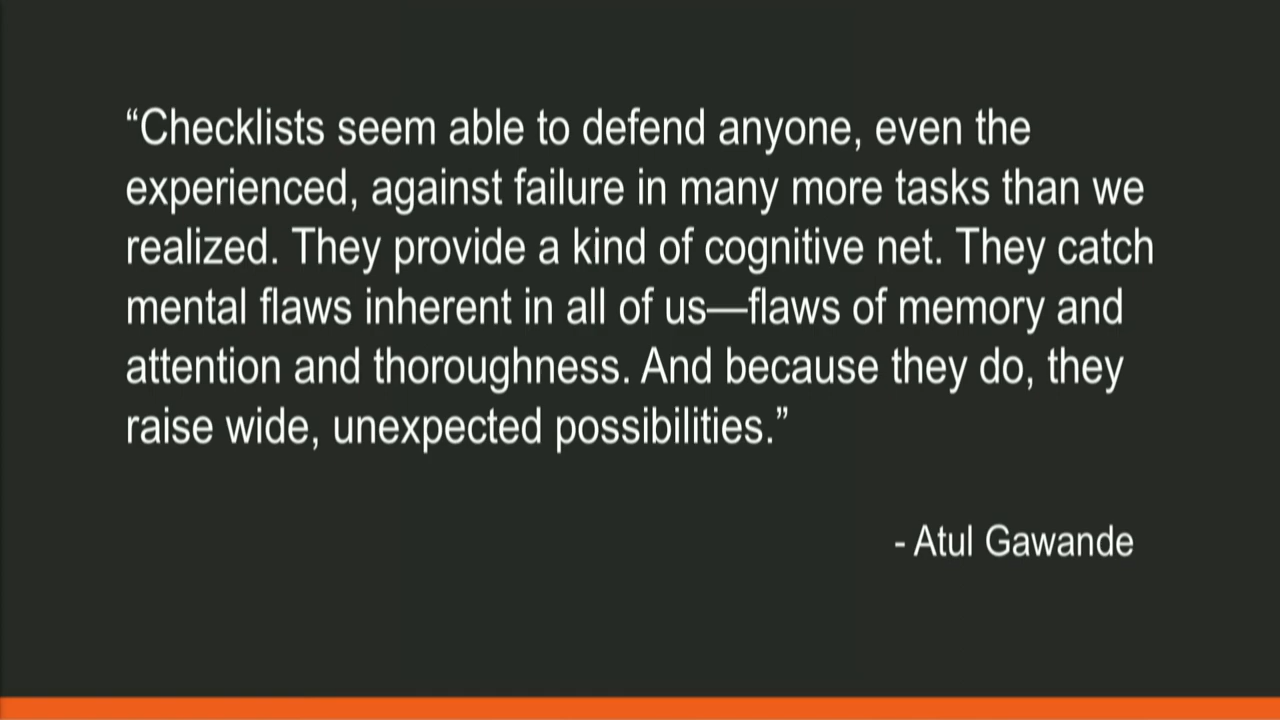 “Checklists seem able to defend anyone, even the
experienced, against failure in many more tasks than we
realized. They provide a kind of cognitive net. They catch
mental flaws inherent in all of us—flaws of memory and
attention and thoroughness. And because they do, they
raise wide, unexpected possibilities.”
- Atul Gawande